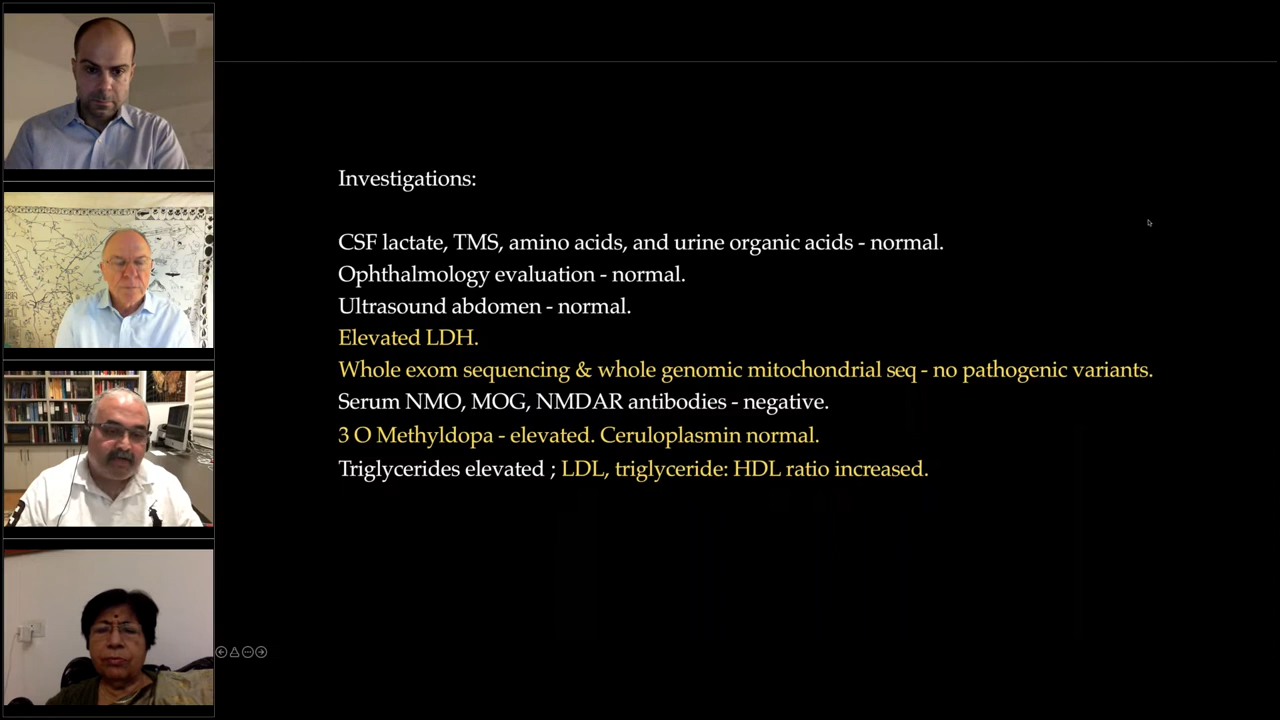 Investigations:
CSF lactate, TMS, amino acids, and urine organic acids - normal.
Ophthalmology evaluation - normal.
Ultrasound abdomen - normal.
Elevated LDH.
Whole exom sequencing & whole genomic mitochondrial seq - no pathogenic variants.
Serum NMO, MOG, NMDAR antibodies - negative.
3 O Methyldopa - elevated. Ceruloplasmin normal.
Triglycerides elevated ; LDL, triglyceride: HDL ratio increased.